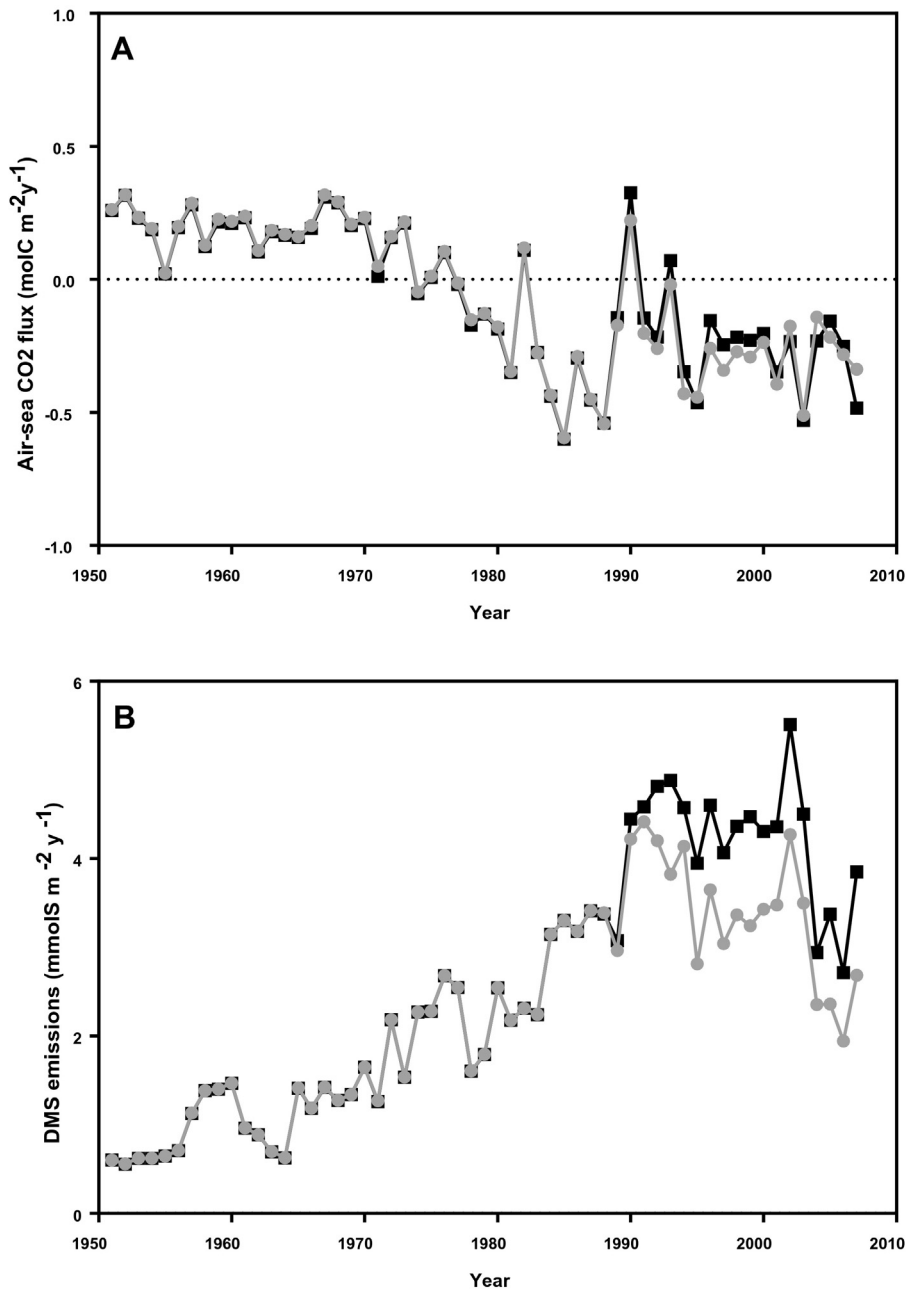 A
Air-sea CO2 flux (molC m-2y-1)
1.0
0.5
0.0
-0.5
-1.0
1950 1960 1970 1980 1990 2000 2010
Year
B
DMS emissions (mmolS m -2 y -1)
6
4
2
0
1950 1960 1970 1980 1990 2000 2010
Year